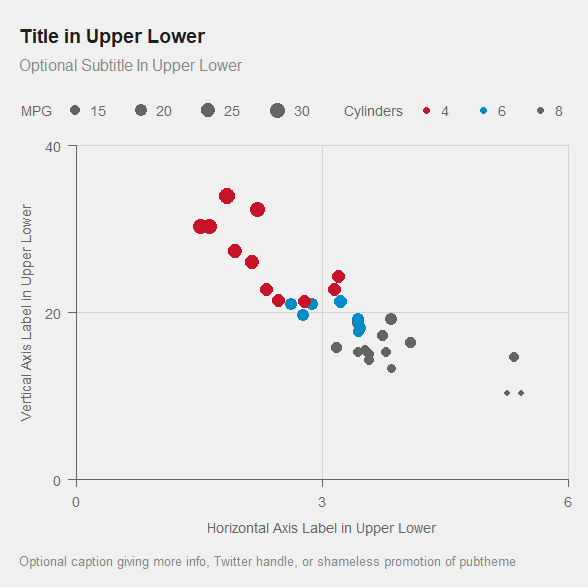 Title in Upper Lower
Optional Subtitle In Upper Lower
MPG 15 20 25 30 Cylinders 4 6 8
40
20
0
Vertical Axis Label in Upper Lower
0 3 6
Horizontal Axis Label in Upper Lower
Optional caption giving more info, Twitter handle, or shameless promotion of pubtheme